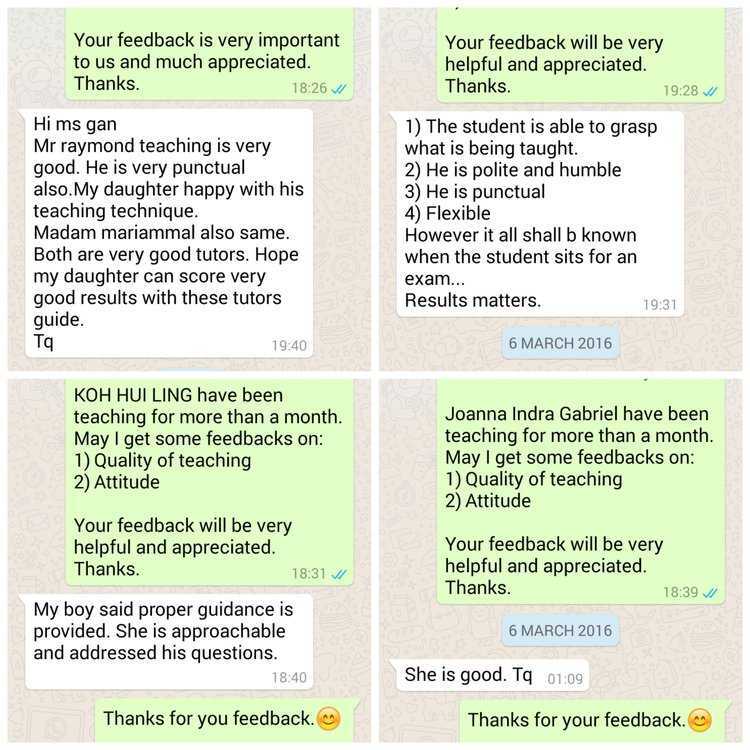 Your feedback is very important
to us and much appreciated.
Thanks.
18:26
Hi ms gan
Mr raymond teaching is very
good. He is very punctual
also.My daughter happy with his
teaching technique.
Madam mariammal also same.
Both are very good tutors. Hope
my daughter can score very
good results with these tutors
guide.
Tq
19:40
Your feedback will be very
helpful and appreciated.
Thanks.
19:28
1) The student is able to grasp
what is being taught.
2) He is polite and humble
3) He is punctual
4) Flexible
However it all shall b known
when the student sits for an
exam...
Results matters.
19:31
6 MARCH 2016
KOH HUI LING have been
teaching for more than a month.
May I get some feedbacks on:
1) Quality of teaching
2) Attitude
Your feedback will be very
helpful and appreciated.
Thanks.
18:31
My boy said proper guidance is
provided. She is approachable
and addressed his questions.
18:40
Thanks for you feedback.😊
Joanna Indra Gabriel have been
teaching for more than a month.
May I get some feedbacks on:
1) Quality of teaching
2) Attitude
Your feedback will be very
helpful and appreciated.
Thanks.
18:39
6 MARCH 2016
She is good. Tq 01:09
Thanks for your feedback.😊